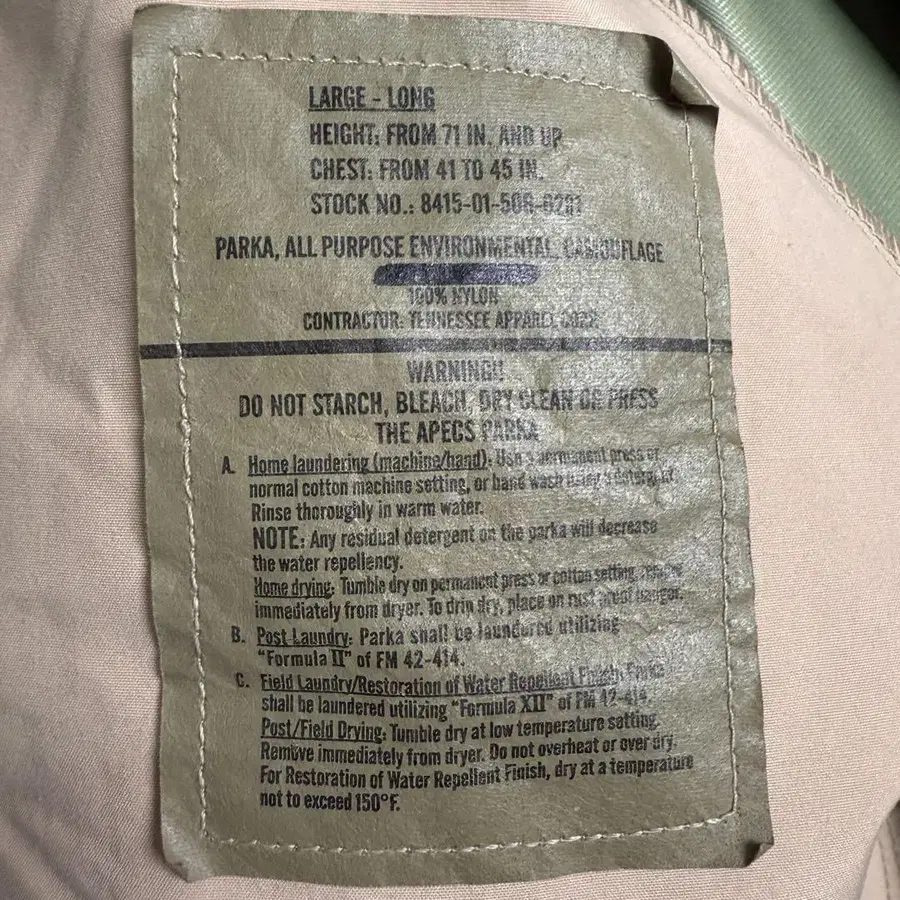 LARGE - LONG
HEIGHT: FROM 71 IN. AND UP
CHEST: FROM 41 TO 45 IN.
STOCK NO.: 8415-01-506-6201
PARKA, ALL PURPOSE ENVIRONMENTAL, CAMOUFLAGE
100% NYLON
CONTRACTOR: TENNESSEE APPAREL
WARNING!!
DO NOT STARCH, BLEACH, DRY CLEAN OR PRESS
THE APECS PARKA
A. Home laundering (machine/hand): Use a permanent press or
normal cotton machine setting, or hand wash using a detergent.
Rinse thoroughly in warm water.
NOTE: Any residual detergent on the parka will decrease
the water repellency.
Home drying: Tumble dry on permanent press or cotton setting, remove
immediately from dryer. To drip dry, place on rust proof hangor.
B. Post Laundry: Parka shall be laundered utilizing
"Formula II" of FM 42-414.
C. Field Laundry/Restoration of Water Repellent Finish: Parka
shall be laundered utilizing "Formula XII" of FM 42-414.
Post/Field Drying: Tumble dry at low temperature setting.
Remove immediately from dryer. Do not overheat or over dry.
For Restoration of Water Repellent Finish, dry at a temperature
not to exceed 150°F.